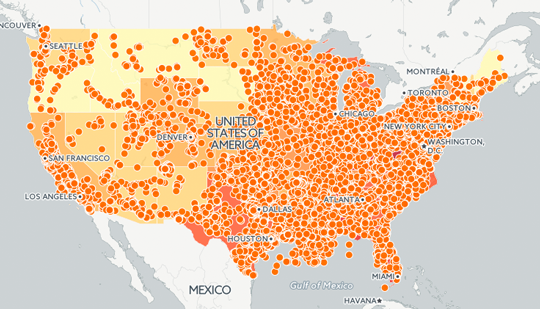 NCOUVER
SEATTLE
MONTRÉAL
TORONTO
BOSTON
CHICAGO
NEW YORK CITY
UNITED
STATES OF
AMERICA
DENVER
WASHINGTON,
D.C.
SAN FRANCISCO
LOS ANGELES
ATLANTA
DALLAS
HOUSTON
MIAMI
Gulf of Mexico
MEXICO
HAVANA